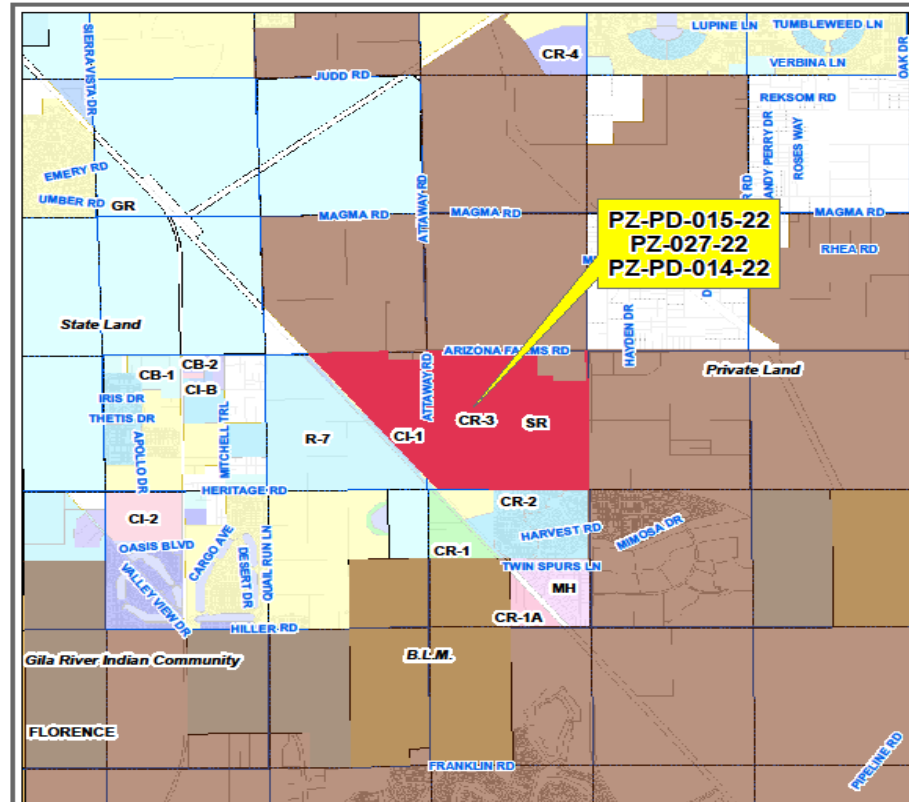 LUPINE LN
TUMBLEWEED LN
SIERRA VISTA DR
CR-4
VERBINA LN
OAK DR
JUDD RD
REKSOM RD
ANDY PERRY DR
ROSES WAY
EMERY RD
UMBER RD
GR
ATTAWAY RD
MAGMA RD
MAGMA RD
MAGMA RD
PZ-PD-015-22
PZ-027-22
PZ-PD-014-22
RHEA RD
HAYDEN DR
State Land
ARIZONA FARMS RD
Private Land
CB-1
CB-2
CI-B
IRIS DR
THETIS DR
APOLLO DR
MITCHELL TRL
R-7
ATTAWAY RD
CI-1
CR-3
SR
HERITAGE RD
CI-2
CR-2
HARVEST RD
MIMOSA DR
OASIS BLVD
CARGO AVE
DESERT DR
QUAIL RUN LN
CR-1
TWIN SPURS LN
VALLEY VIEW DR
MH
CR-1A
HILLER RD
Gila River Indian Community
B.L.M.
FLORENCE
FRANKLIN RD
PIPELINE RD